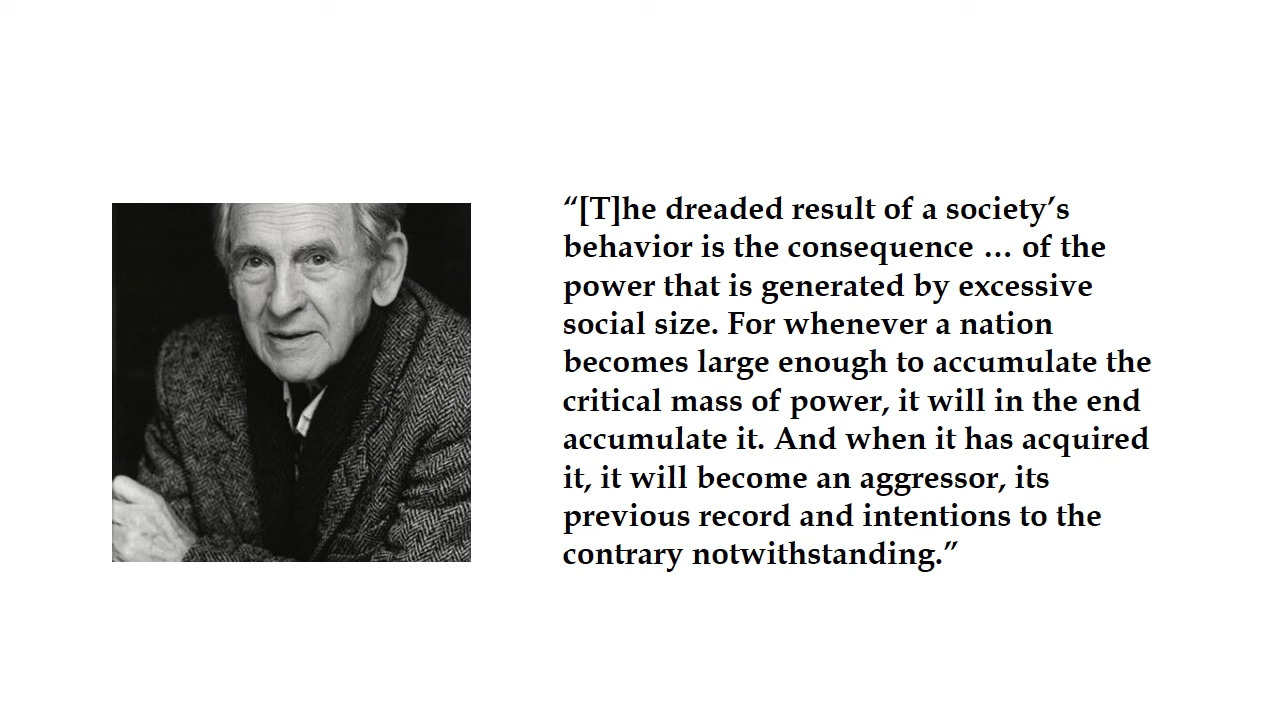 “[T]he dreaded result of a society’s
behavior is the consequence … of the
power that is generated by excessive
social size. For whenever a nation
becomes large enough to accumulate the
critical mass of power, it will in the end
accumulate it. And when it has acquired
it, it will become an aggressor, its
previous record and intentions to the
contrary notwithstanding.”